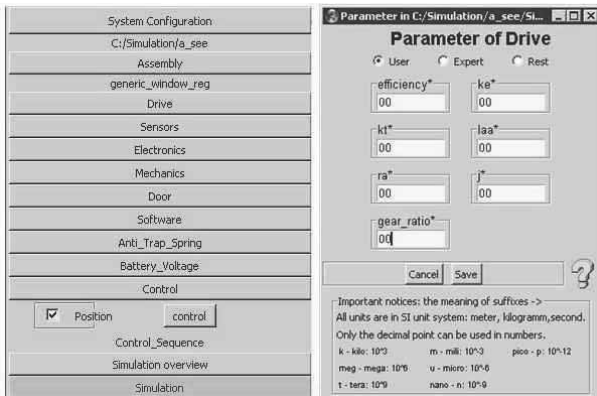 System Configuration
C:/Simulation/a_see
Assembly
generic_window_reg
Drive
Sensors
Electronics
Mechanics
Door
Software
Anti_Trap_Spring
Battery_Voltage
Control
Position control
Control_Sequence
Simulation overview
Simulation
Parameter in C:/Simulation/a_see/Si...
Parameter of Drive
User Expert Rest
efficiency* ke*
00 00
kt* laa*
00 00
ra* j*
00 00
gear_ratio*
00
Cancel Save
Important notices: the meaning of suffixes ->
All units are in SI unit system: meter, kilogramm,second.
Only the decimal point can be used in numbers.
k - kilo: 10^3 m - mili: 10^-3 pico - p: 10^-12
meg - mega: 10^6 u - micro: 10^-6
t - tera: 10^9 nano - n: 10^-9